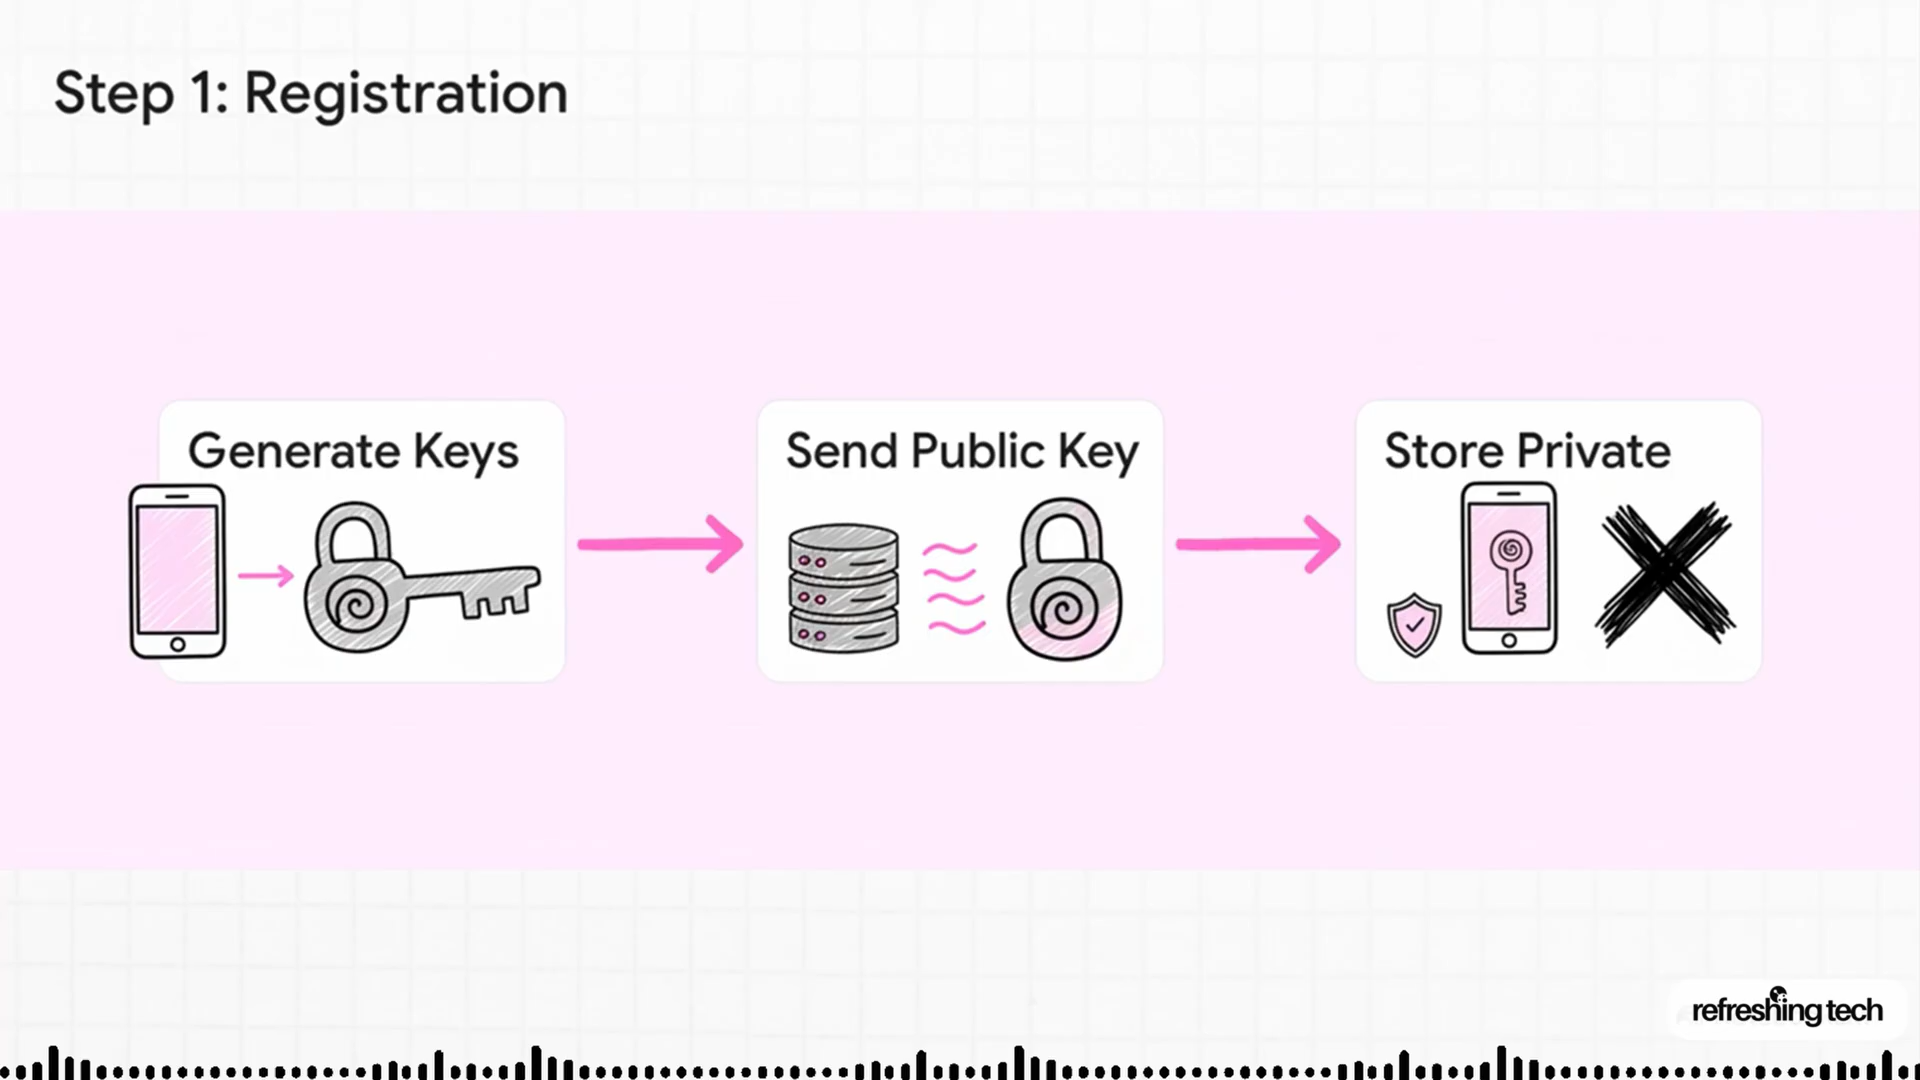 Step 1: Registration
Generate Keys
Send Public Key
Store Private
refreshing tech